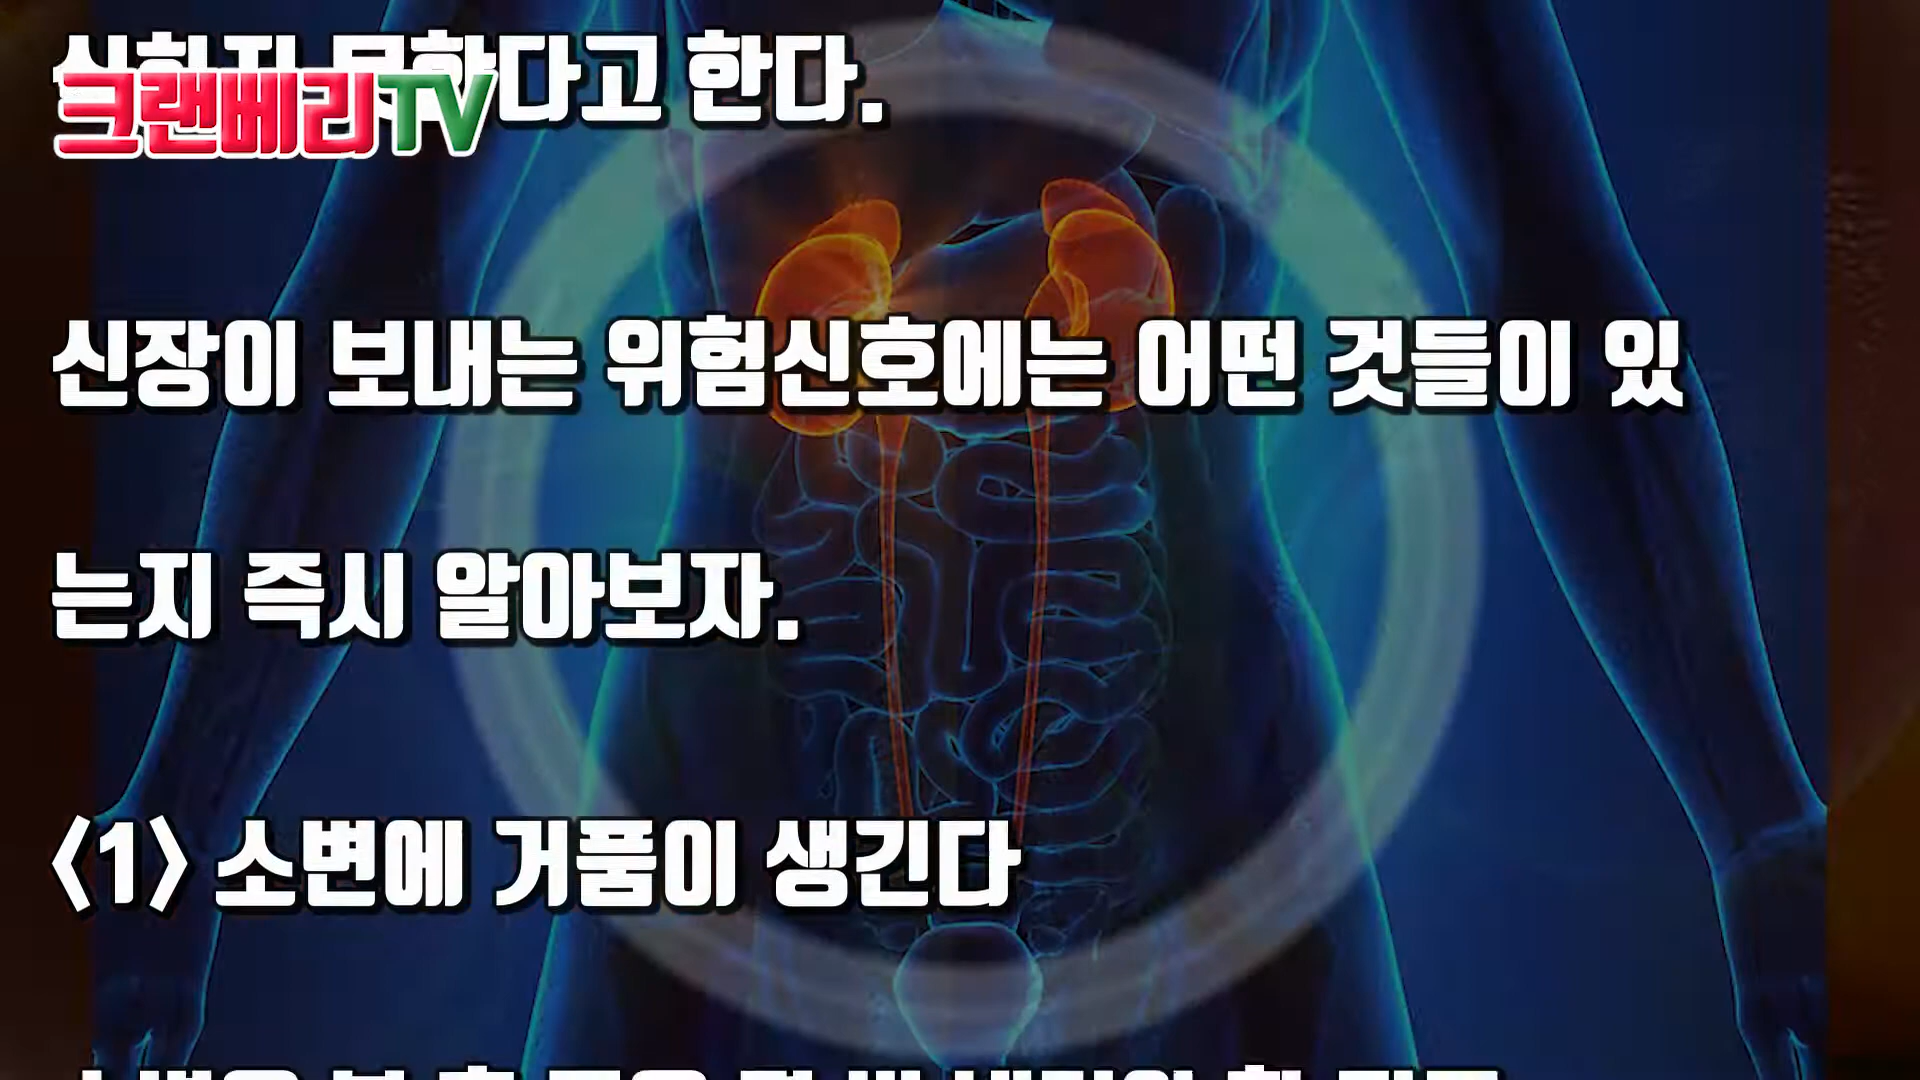 다고 한다.
크랜베리TV
신장이 보내는 위험신호에는 어떤 것들이 있
는지 즉시 알아보자.
<1> 소변에 거품이 생긴다